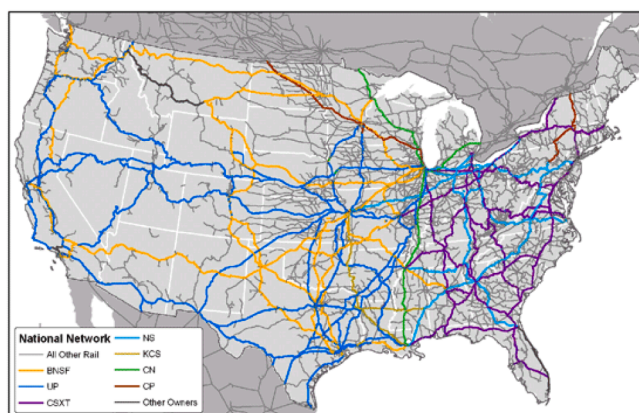 National Network
All Other Rail
BNSF
UP
CSXT
NS
KCS
CN
CP
Other Owners